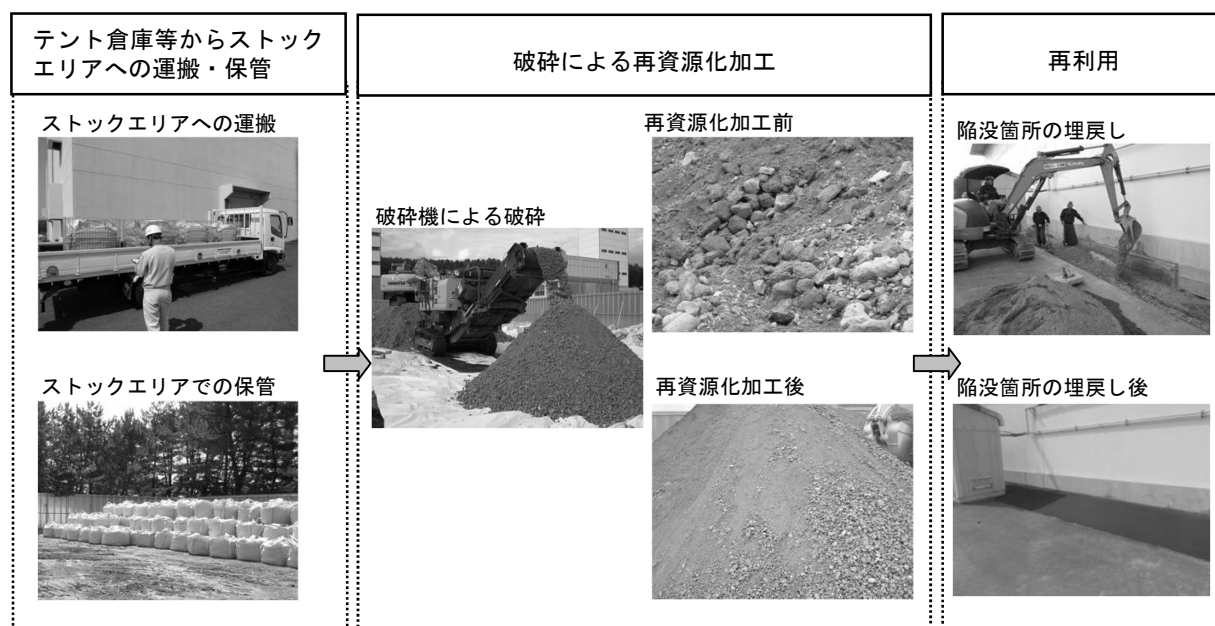 テント倉庫等からストック
エリアへの運搬・保管
ストックエリアへの運搬
ストックエリアでの保管
破砕による再資源化加工
破砕機による破砕
再資源化加工前
再資源化加工後
再利用
陥没箇所の埋戻し
陥没箇所の埋戻し後